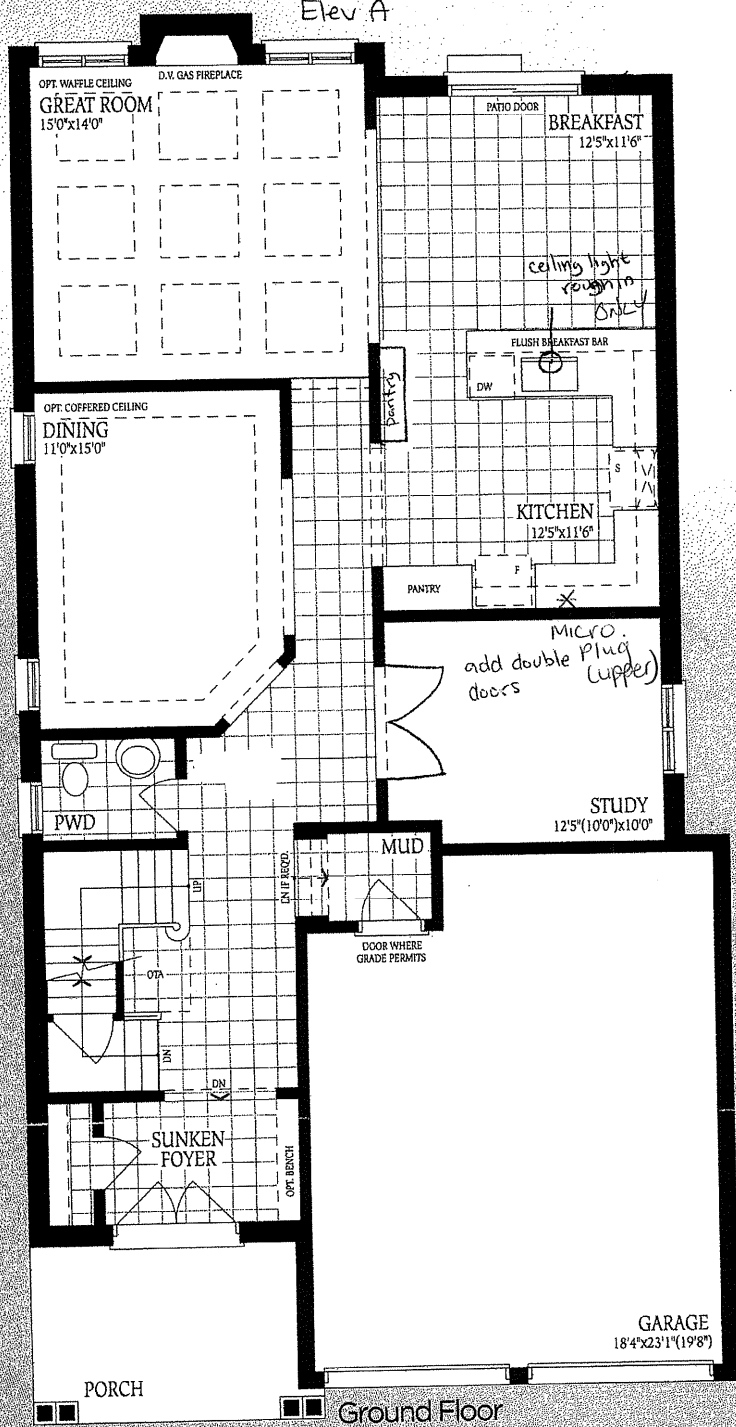 Elev A
OPT. WAFFLE CEILING
D.V. GAS FIREPLACE
GREAT ROOM
15'0"x14'0"
PATIO DOOR
BREAKFAST
12'5"x11'6"
ceiling light
rough in
ONLY
FLUSH BREAKFAST BAR
DW
pantry
OPT. COFFERED CEILING
DINING
11'0"x15'0"
S
KITCHEN
12'5"x11'6"
PANTRY
F
Micro.
Plug
(upper)
add double
doors
STUDY
12'5"(10'0")x10'0"
PWD
MUD
UP
LN IF REQ'D.
DOOR WHERE
GRADE PERMITS
OTA
DN
DN
SUNKEN
FOYER
OPT. BENCH
GARAGE
18'4"x23'1"(19'8")
PORCH
Ground Floor